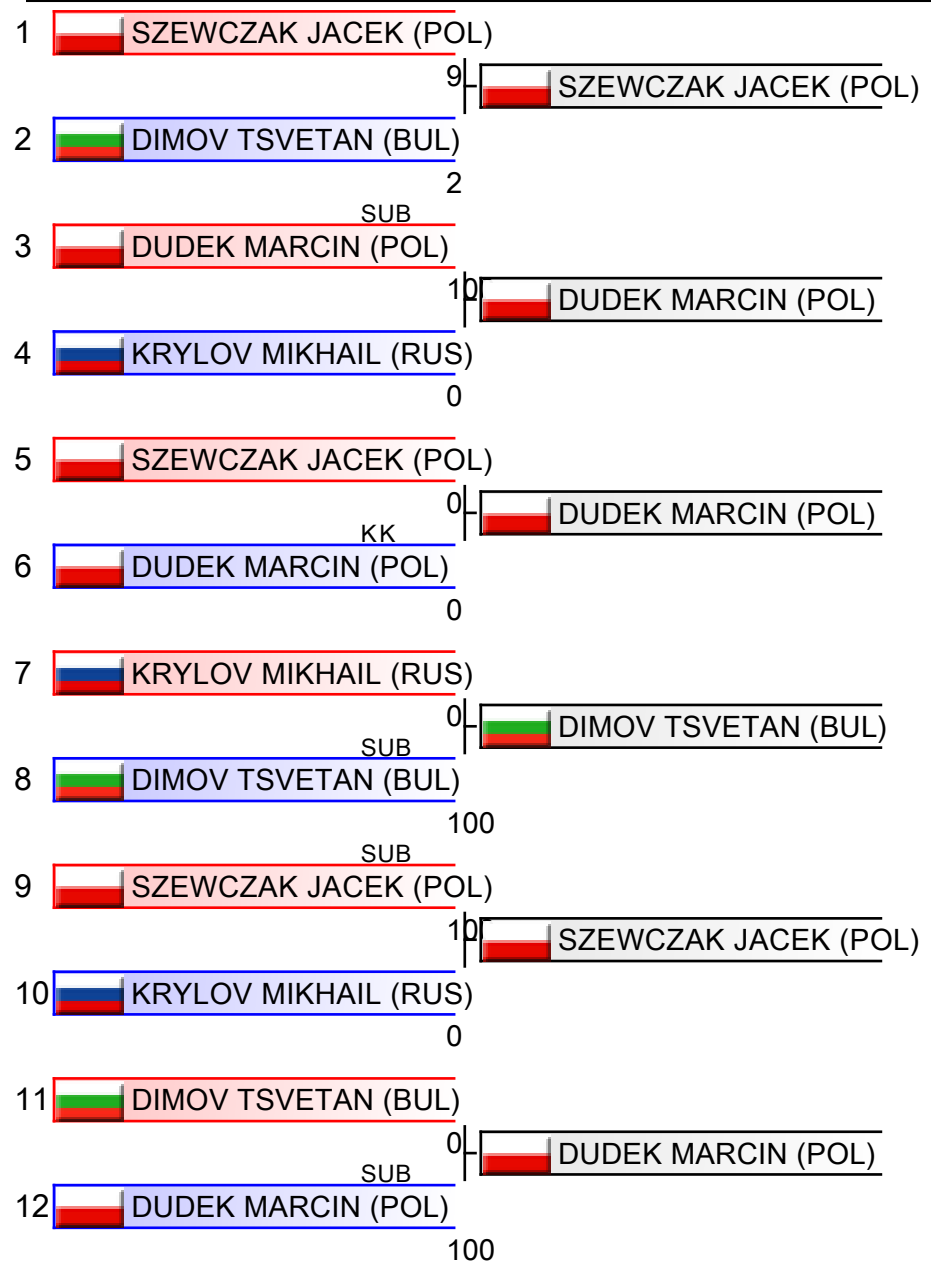 1 SZEWCZAK JACEK (POL)
9 SZEWCZAK JACEK (POL)
2 DIMOV TSVETAN (BUL)
2
SUB
3 DUDEK MARCIN (POL)
10 DUDEK MARCIN (POL)
4 KRYLOV MIKHAIL (RUS)
0
5 SZEWCZAK JACEK (POL)
0 DUDEK MARCIN (POL)
KK
6 DUDEK MARCIN (POL)
0
7 KRYLOV MIKHAIL (RUS)
0 DIMOV TSVETAN (BUL)
SUB
8 DIMOV TSVETAN (BUL)
100
SUB
9 SZEWCZAK JACEK (POL)
10 SZEWCZAK JACEK (POL)
10 KRYLOV MIKHAIL (RUS)
0
11 DIMOV TSVETAN (BUL)
0 DUDEK MARCIN (POL)
SUB
12 DUDEK MARCIN (POL)
100